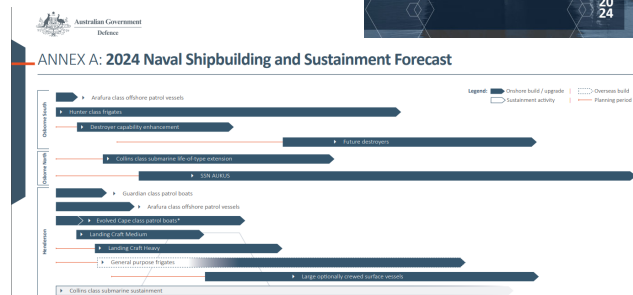 20
24
Australian Government
Defence
ANNEX A: 2024 Naval Shipbuilding and Sustainment Forecast
Legend: Onshore build / upgrade Overseas build
Sustainment activity Planning period
Osborne South
Arafura class offshore patrol vessels
Hunter class frigates
Destroyer capability enhancement
Future destroyers
Osborne North
Collins class submarine life-of-type extension
SSN AUKUS
Henderson
Guardian class patrol boats
Arafura class offshore patrol vessels
Evolved Cape class patrol boats*
Landing Craft Medium
Landing Craft Heavy
General purpose frigates
Large optionally crewed surface vessels
Collins class submarine sustainment